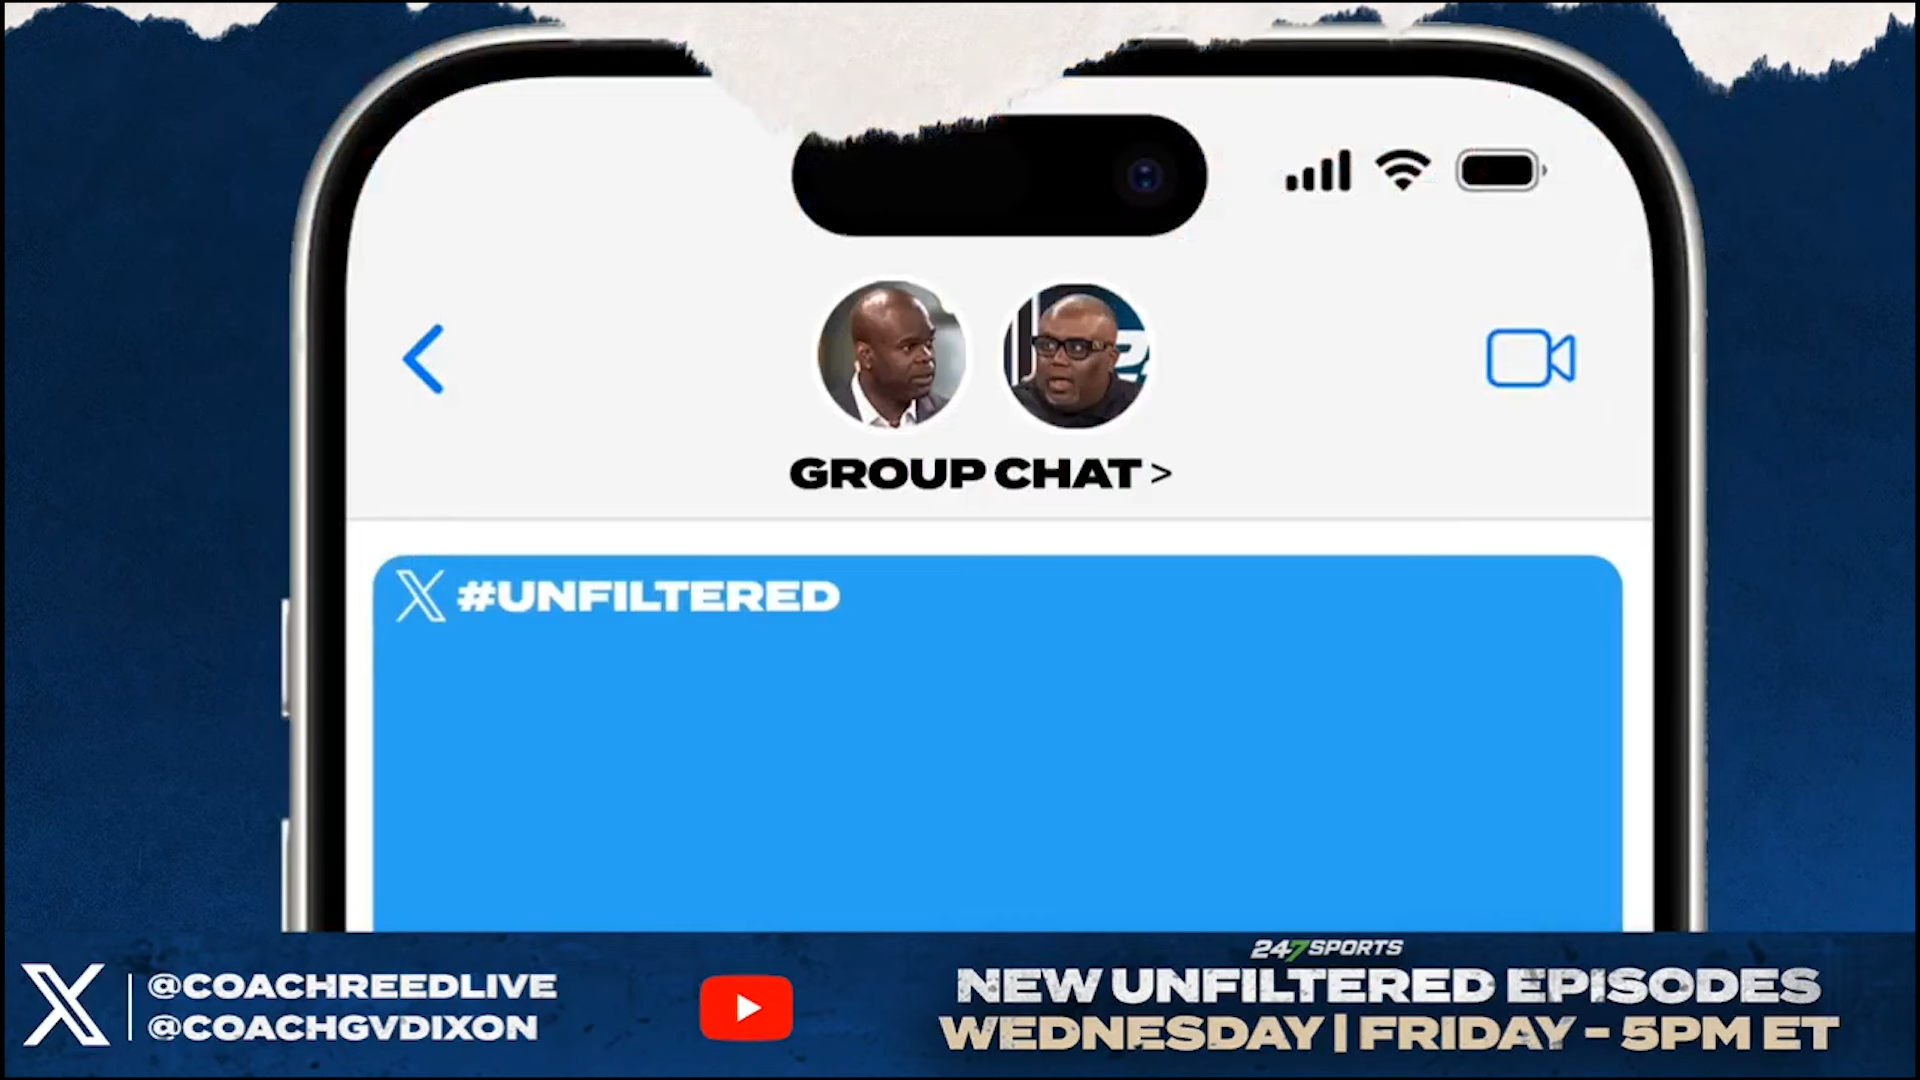 GROUP CHAT >
X #UNFILTERED
X @COACHREEDLIVE
@COACHGVDIXON
247SPORTS
NEW UNFILTERED EPISODES
WEDNESDAY | FRIDAY - 5PM ET